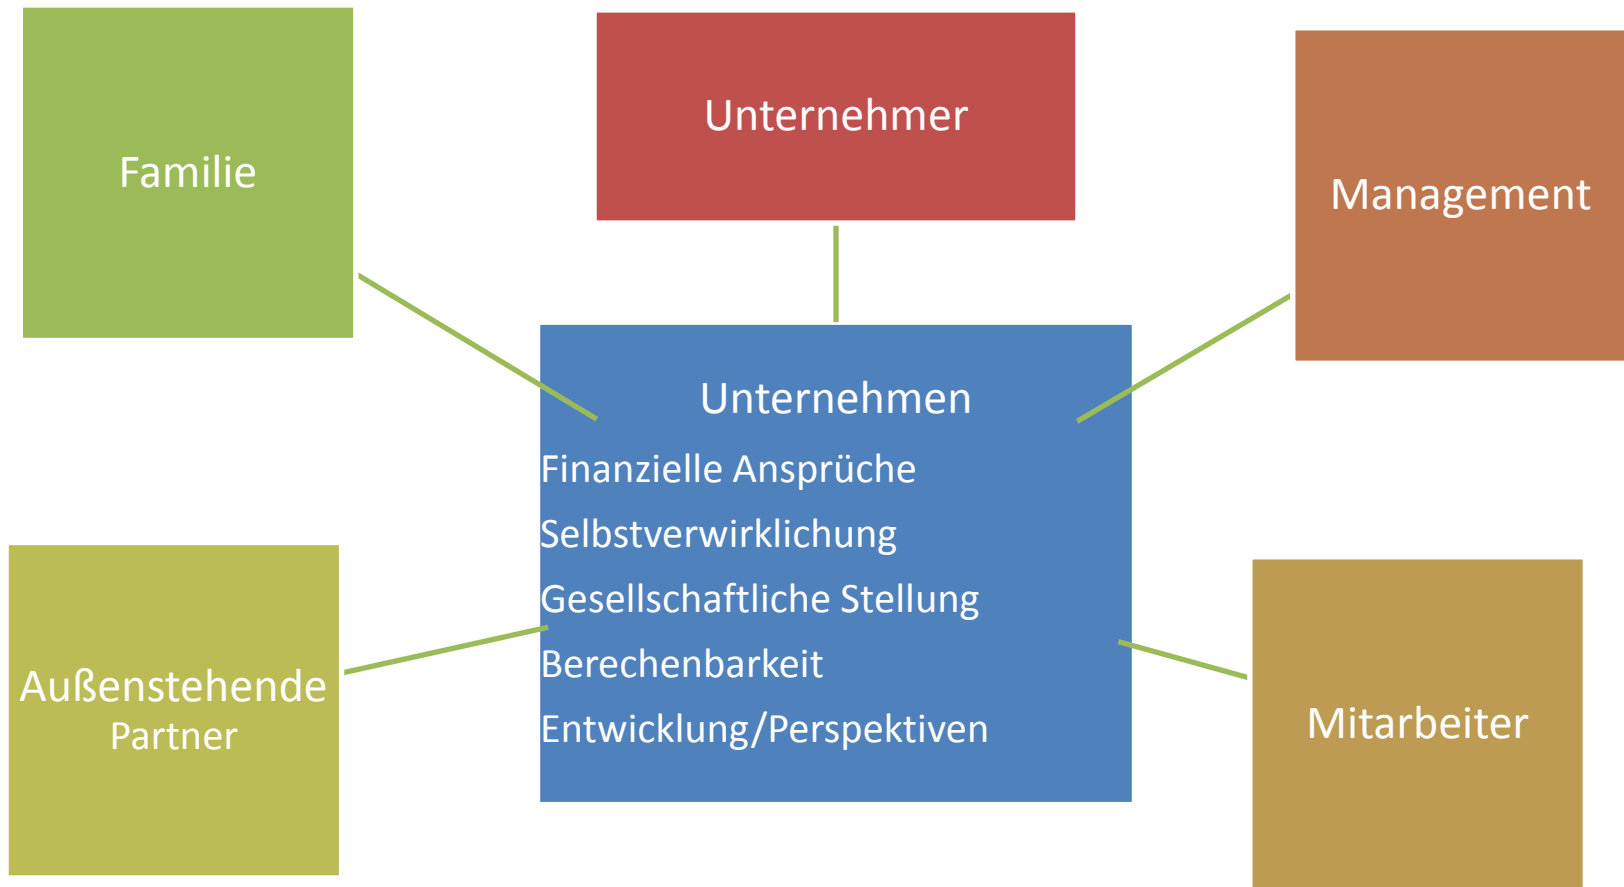 Familie
Unternehmer
Management
Unternehmen
Finanzielle Ansprüche
Selbstverwirklichung
Gesellschaftliche Stellung
Berechenbarkeit
Entwicklung/Perspektiven
Außenstehende
Partner
Mitarbeiter